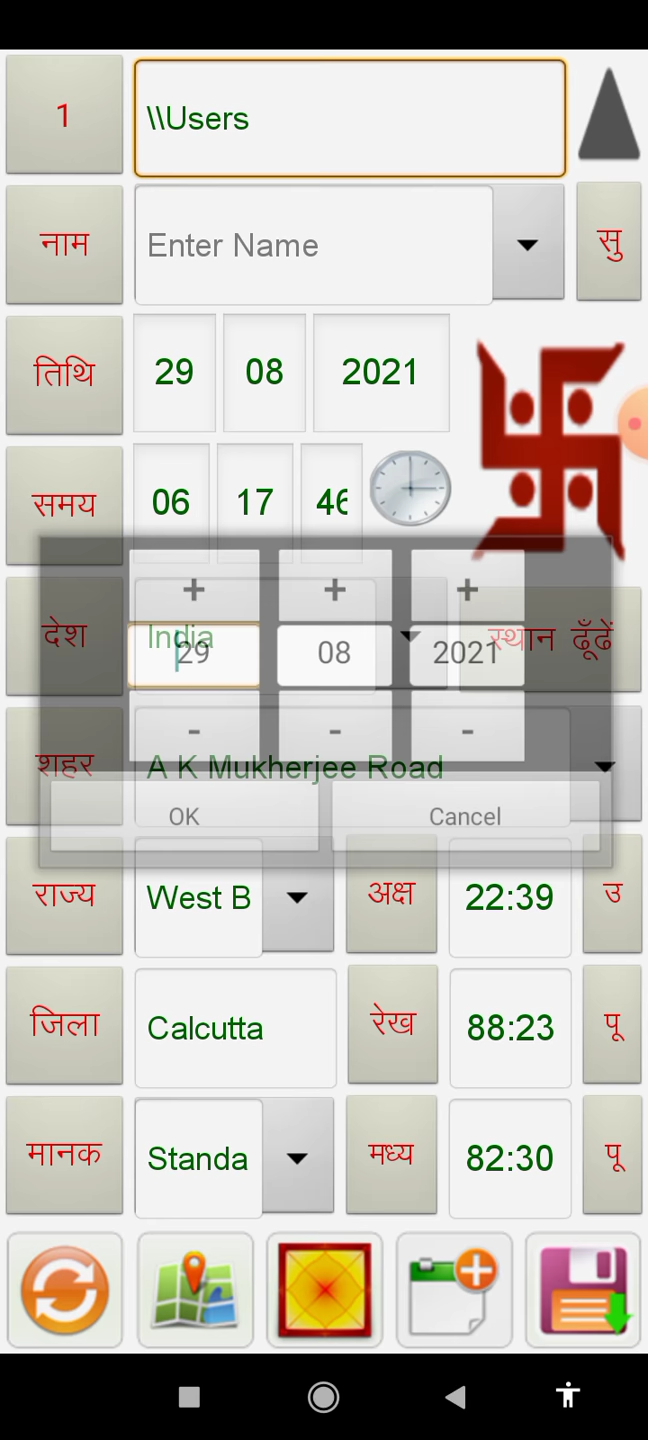 1 \\Users
नाम Enter Name सु
तिथि 29 08 2021
समय 06 17 46
+ + +
देश India स्थान ढूँढें
29 08 2021
- - -
शहर A K Mukherjee Road
OK Cancel
राज्य West B अक्ष 22:39 उ
जिला Calcutta रेख 88:23 पू
मानक Standa मध्य 82:30 पू